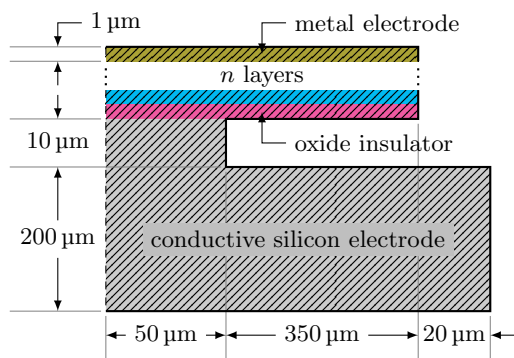 1 µm
metal electrode
n layers
10 µm
oxide insulator
200 µm
conductive silicon electrode
50 µm
350 µm
20 µm